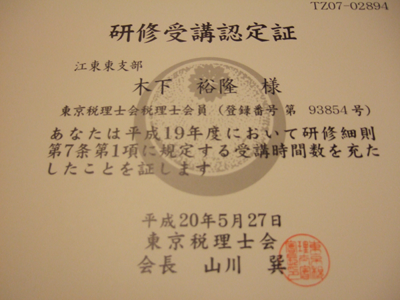 TZ07-02894
研修受講認定証
江東東支部
木下 裕隆 様
東京税理士会税理士会員（登録番号 第 93854 号）
あなたは平成19年度において研修細則
第7条第1項に規定する受講時間数を充た
したことを証します
平成20年5月27日
東京税理士会
会長 山川 巽